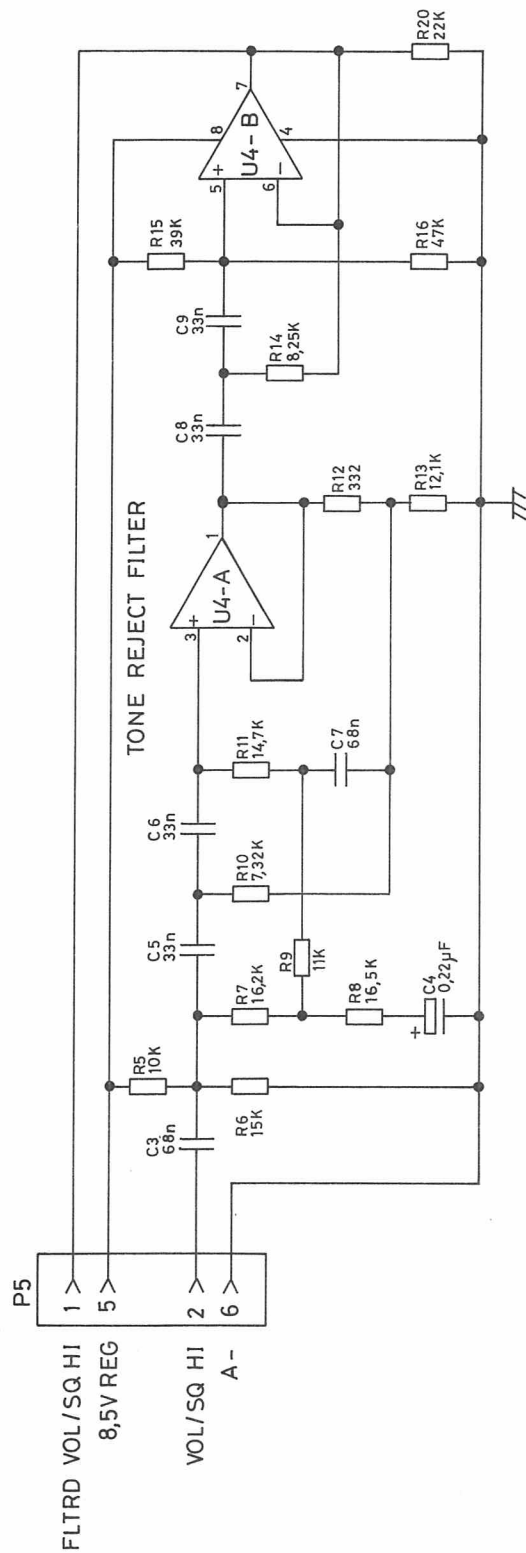 TONE REJECT FILTER
P5
FLTRD VOL/SQ HI
1
8,5V REG
5
VOL/SQ HI
2
A-
6
C3
68n
R5
10K
R6
15K
R7
16,2K
R8
16,5K
C4
+
0,22µF
R9
11K
C5
33n
R10
7,32K
C6
33n
R11
14,7K
C7
68n
3
+
2
-
U4-A
1
R12
332
R13
12,1K
C8
33n
C9
33n
R14
8,25K
R15
39K
R16
47K
5
+
6
-
U4-B
8
4
7
R20
22K